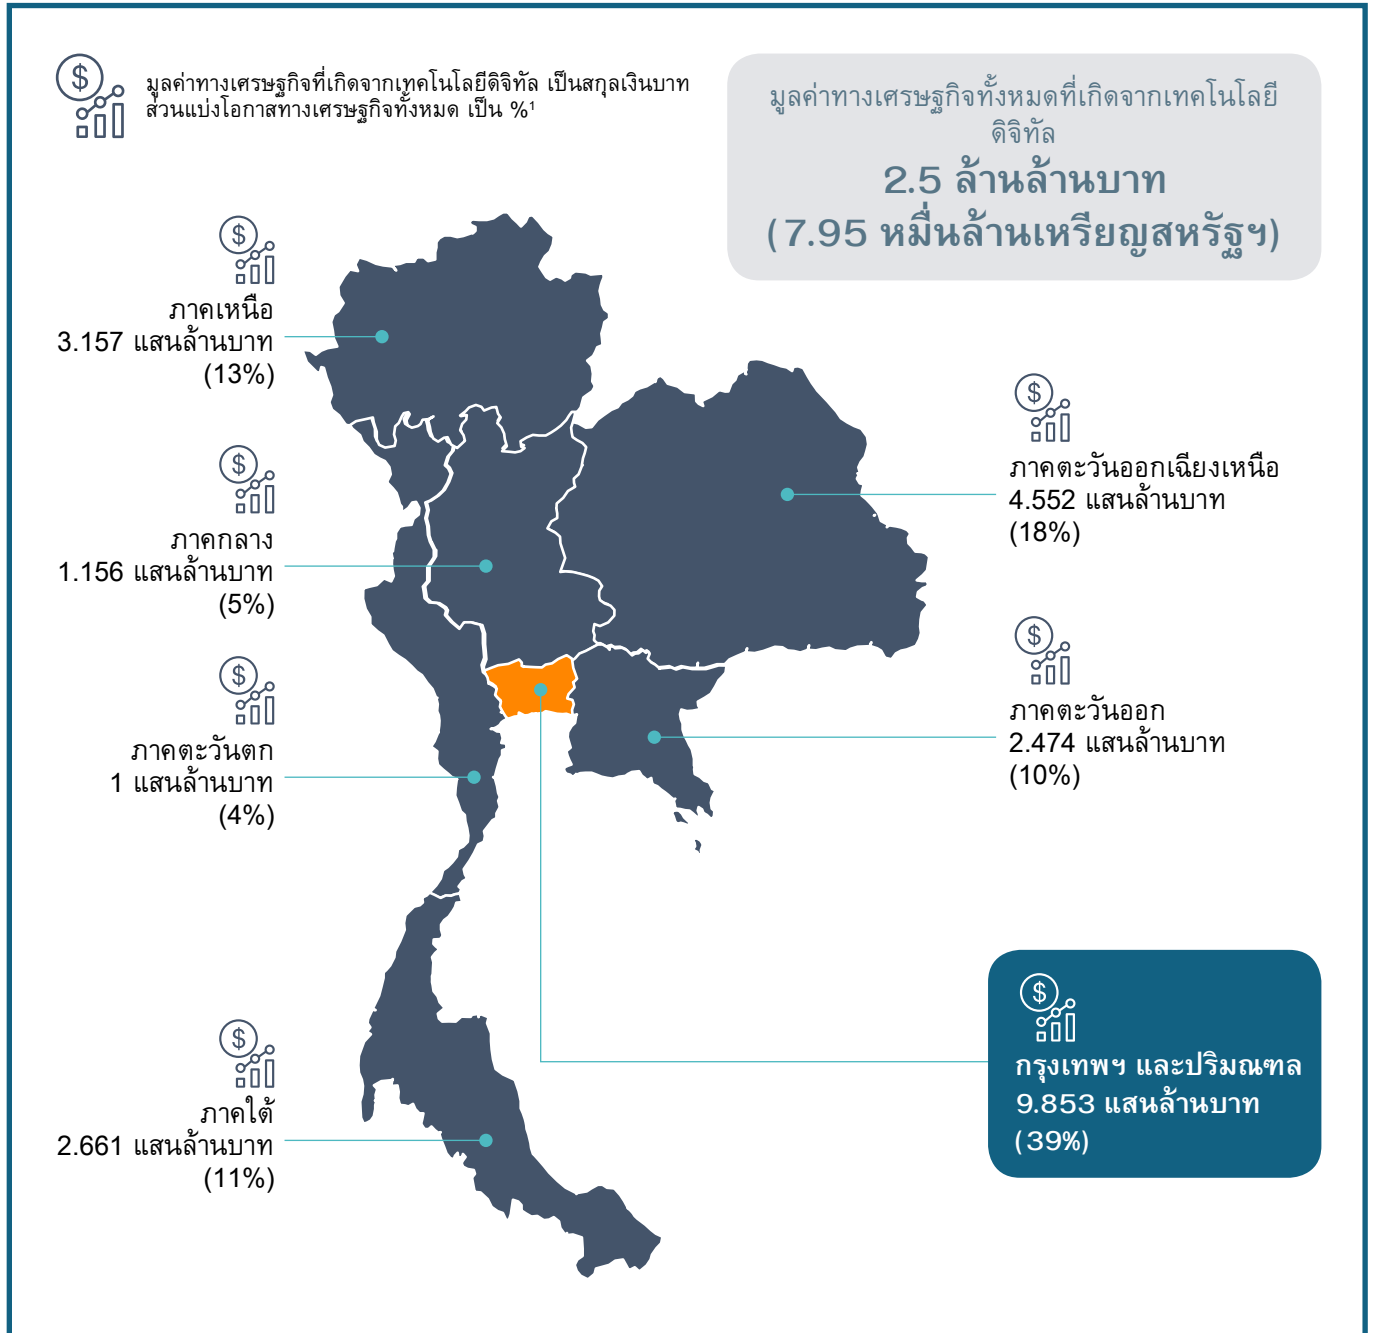 มูลค่าทางเศรษฐกิจที่เกิดจากเทคโนโลยีดิจิทัล เป็นสกุลเงินบาท
ส่วนแบ่งโอกาสทางเศรษฐกิจทั้งหมด เป็น %¹
มูลค่าทางเศรษฐกิจทั้งหมดที่เกิดจากเทคโนโลยี
ดิจิทัล
2.5 ล้านล้านบาท
(7.95 หมื่นล้านเหรียญสหรัฐฯ)
ภาคเหนือ
3.157 แสนล้านบาท
(13%)
ภาคตะวันออกเฉียงเหนือ
4.552 แสนล้านบาท
(18%)
ภาคกลาง
1.156 แสนล้านบาท
(5%)
ภาคตะวันออก
2.474 แสนล้านบาท
(10%)
ภาคตะวันตก
1 แสนล้านบาท
(4%)
กรุงเทพฯ และปริมณฑล
9.853 แสนล้านบาท
(39%)
ภาคใต้
2.661 แสนล้านบาท
(11%)